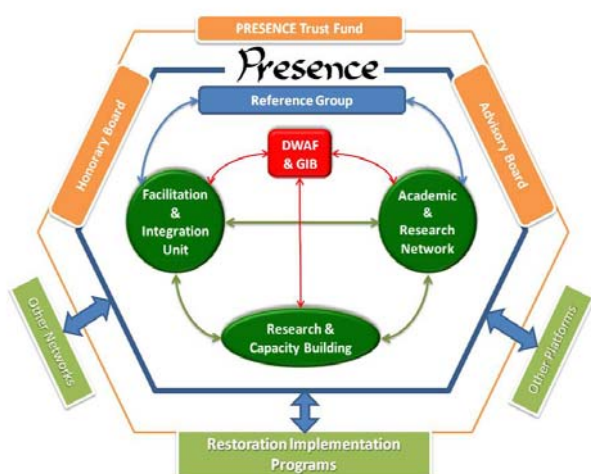 PRESENCE Trust Fund
Presence
Reference Group
Honorary Board
Advisory Board
DWAF
& GIB
Facilitation
&
Integration
Unit
Academic
&
Research
Network
Research &
Capacity Building
Other Networks
Other Platforms
Restoration Implementation
Programs